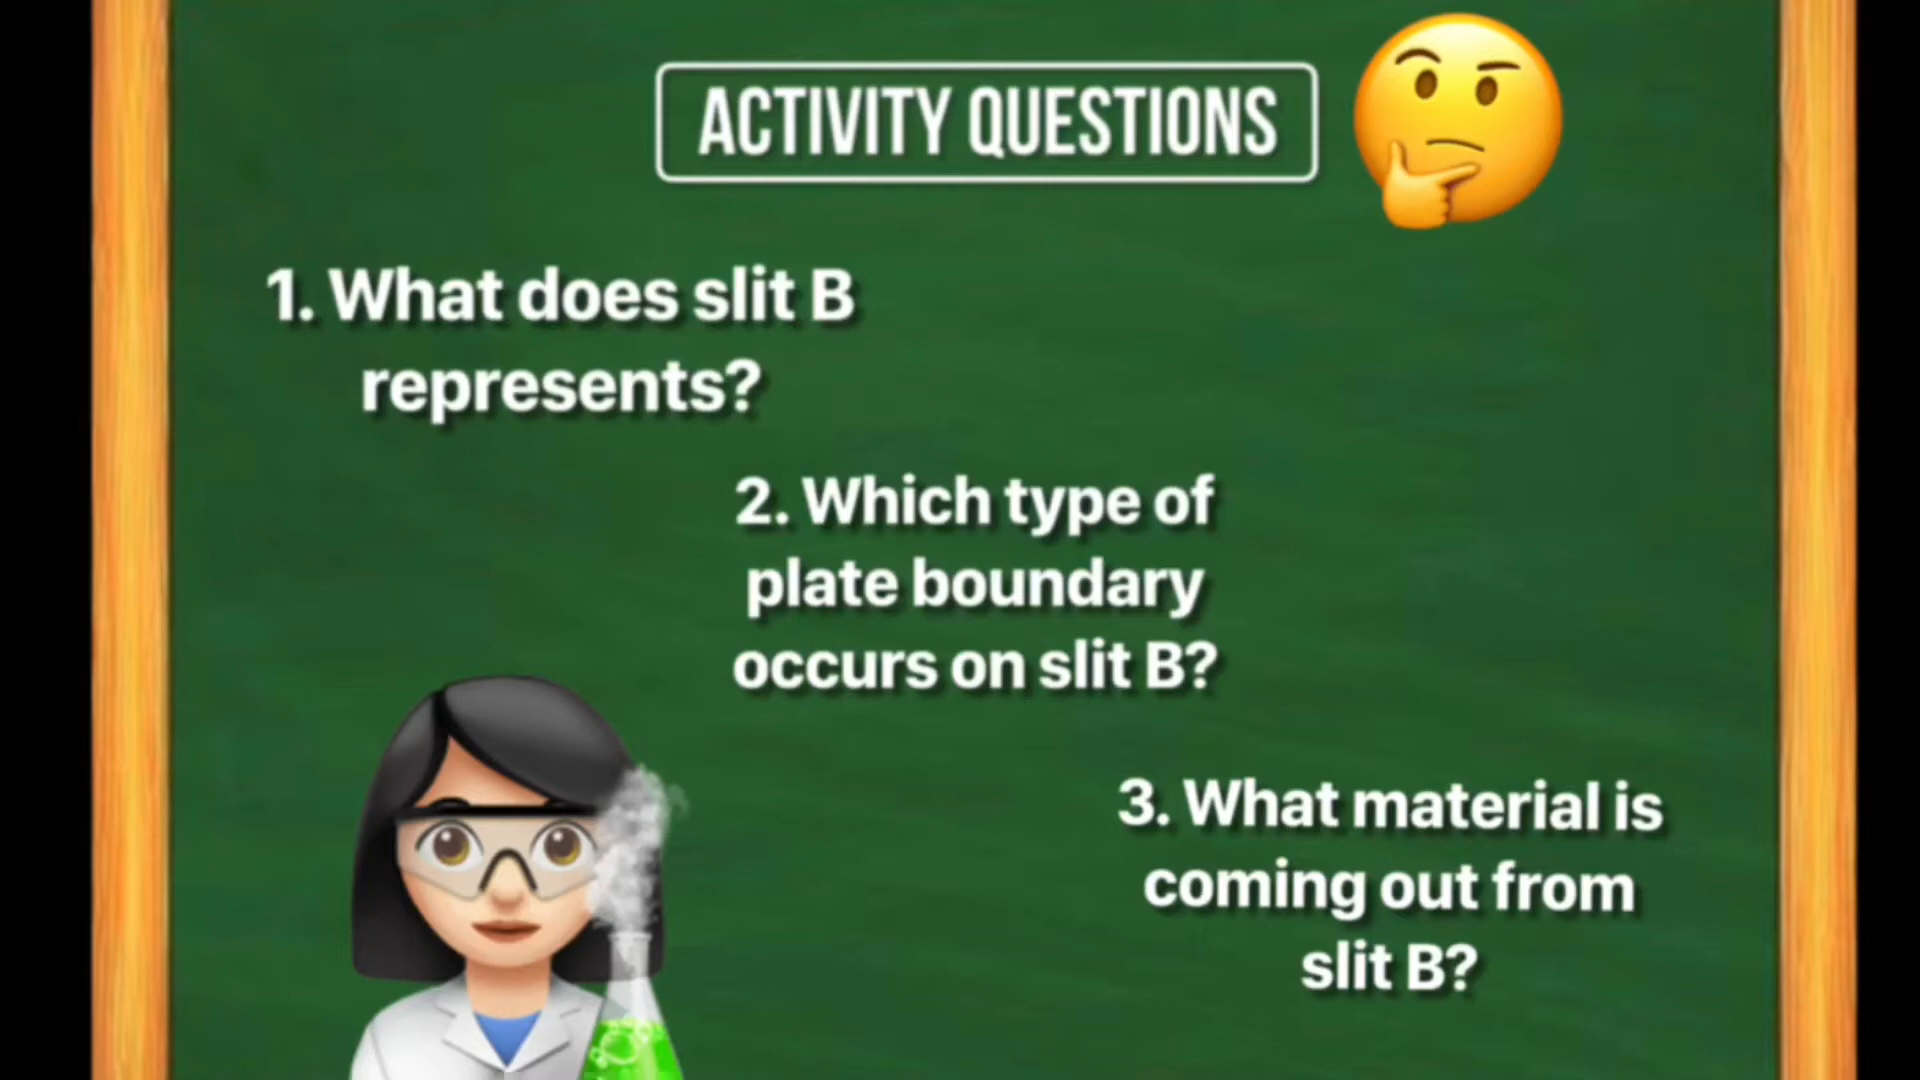 ACTIVITY QUESTIONS
1. What does slit B
represents?
2. Which type of
plate boundary
occurs on slit B?
3. What material is
coming out from
slit B?